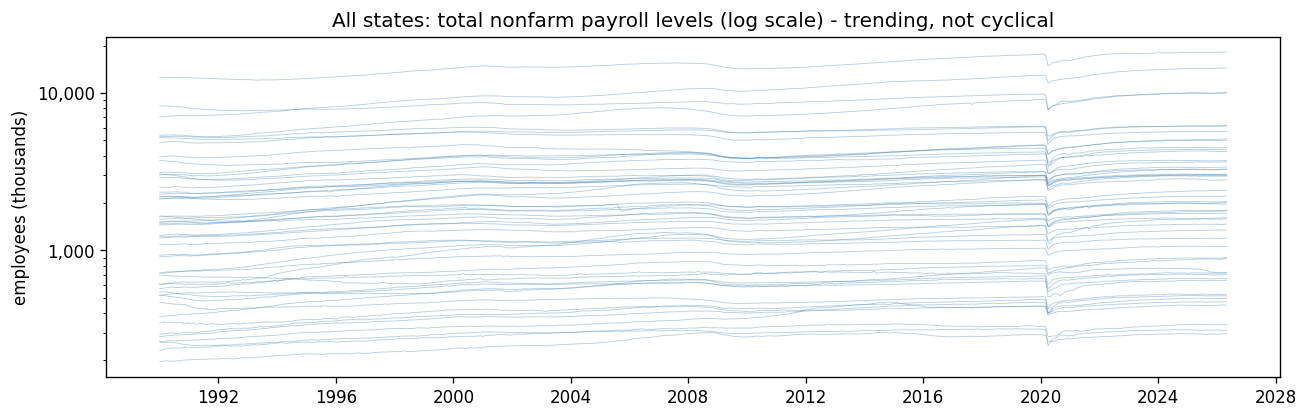 All states: total nonfarm payroll levels (log scale) - trending, not cyclical
employees (thousands)
10,000
1,000
1992 1996 2000 2004 2008 2012 2016 2020 2024 2028